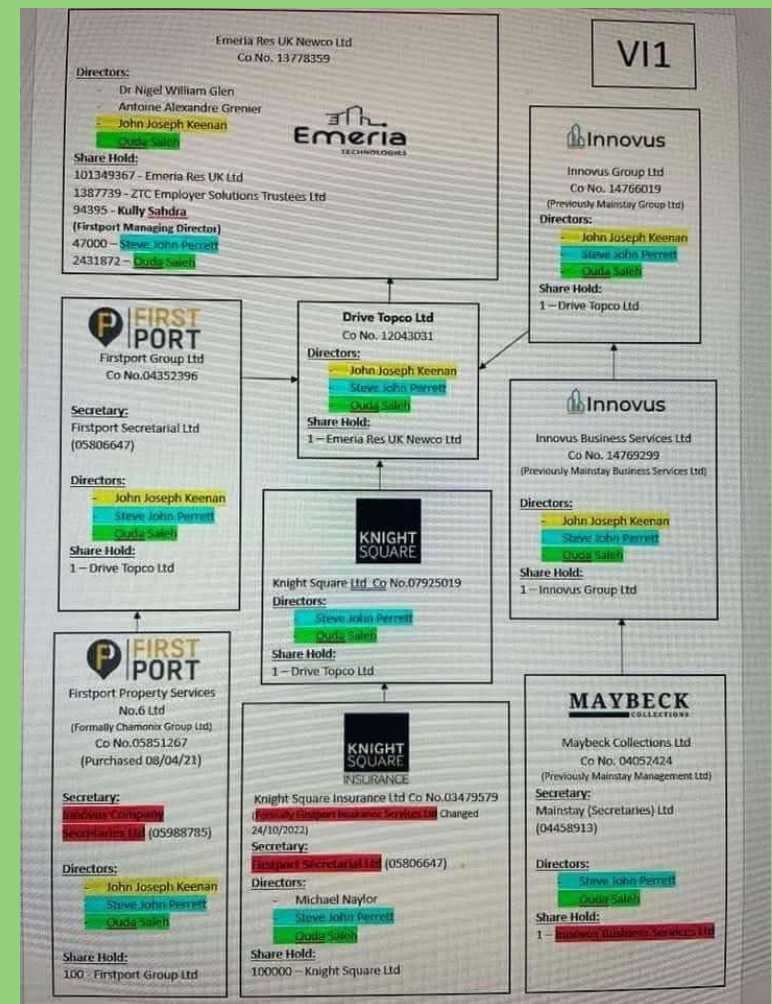 VI1
Emeria Res UK Newco Ltd
Co No. 13778359
Directors:
- Dr Nigel William Glen
- Antoine Alexandre Grenier
- John Joseph Keenan
- Ouda Saleh
Share Hold:
101349367 - Emeria Res UK Ltd
1387739 - ZTC Employer Solutions Trustees Ltd
94395 - Kully Sahdra
(Firstport Managing Director)
47000 – Steve John Perrett
2431872 – Ouda Saleh
Emeria
TECHNOLOGIES
Innovus
Innovus Group Ltd
Co No. 14766019
(Previously Mainstay Group Ltd)
Directors:
- John Joseph Keenan
- Steve John Perrett
- Ouda Saleh
Share Hold:
1 – Drive Topco Ltd
FIRST
PORT
Firstport Group Ltd
Co No.04352396
Secretary:
Firstport Secretarial Ltd
(05806647)
Directors:
- John Joseph Keenan
- Steve John Perrett
- Ouda Saleh
Share Hold:
1 – Drive Topco Ltd
Drive Topco Ltd
Co No. 12043031
Directors:
- John Joseph Keenan
- Steve John Perrett
- Ouda Saleh
Share Hold:
1 – Emeria Res UK Newco Ltd
Innovus
Innovus Business Services Ltd
Co No. 14769299
(Previously Mainstay Business Services Ltd)
Directors:
- John Joseph Keenan
- Steve John Perrett
- Ouda Saleh
Share Hold:
1 – Innovus Group Ltd
KNIGHT
SQUARE
Knight Square Ltd Co No.07925019
Directors:
- Steve John Perrett
- Ouda Saleh
Share Hold:
1 – Drive Topco Ltd
FIRST
PORT
Firstport Property Services
No.6 Ltd
(Formally Chamonix Group Ltd)
Co No.05851267
(Purchased 08/04/21)
Secretary:
Innovus Company
Secretaries Ltd (05988785)
Directors:
- John Joseph Keenan
- Steve John Perrett
- Ouda Saleh
Share Hold:
100 - Firstport Group Ltd
KNIGHT
SQUARE
INSURANCE
Knight Square Insurance Ltd Co No.03479579
(Formally Firstport Insurance Services Ltd Changed
24/10/2022)
Secretary:
Firstport Secretarial Ltd (05806647)
Directors:
- Michael Naylor
- Steve John Perrett
- Ouda Saleh
Share Hold:
100000 – Knight Square Ltd
MAYBECK
COLLECTIONS
Maybeck Collections Ltd
Co No. 04052424
(Previously Mainstay Management Ltd)
Secretary:
Mainstay (Secretaries) Ltd
(04458913)
Directors:
- Steve John Perrett
- Ouda Saleh
Share Hold:
1 – Innovus Business Services Ltd